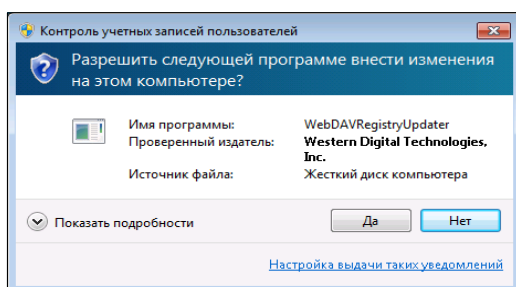 Контроль учетных записей пользователей
Разрешить следующей программе внести изменения
на этом компьютере?
Имя программы: WebDAVRegistryUpdater
Проверенный издатель: Western Digital Technologies,
Inc.
Источник файла: Жесткий диск компьютера
Показать подробности Да Нет
Настройка выдачи таких уведомлений